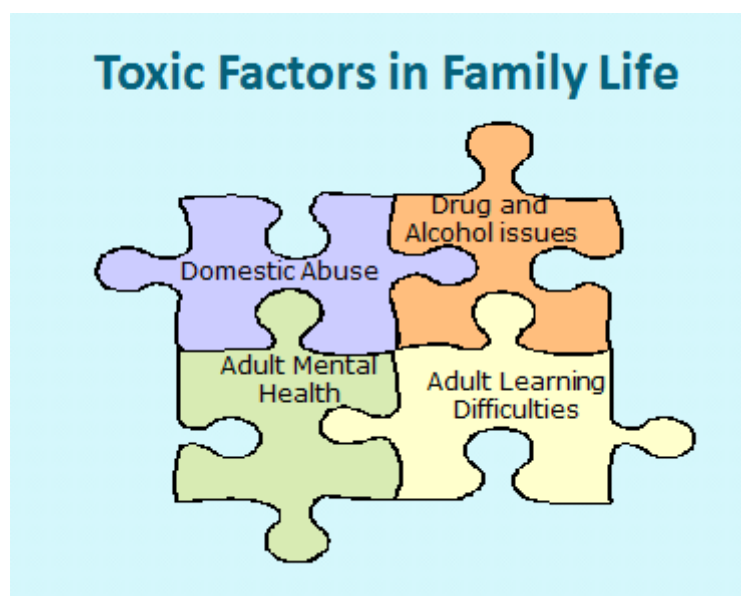 Toxic Factors in Family Life
Drug and
Alcohol issues
Domestic Abuse
Adult Mental
Health
Adult Learning
Difficulties